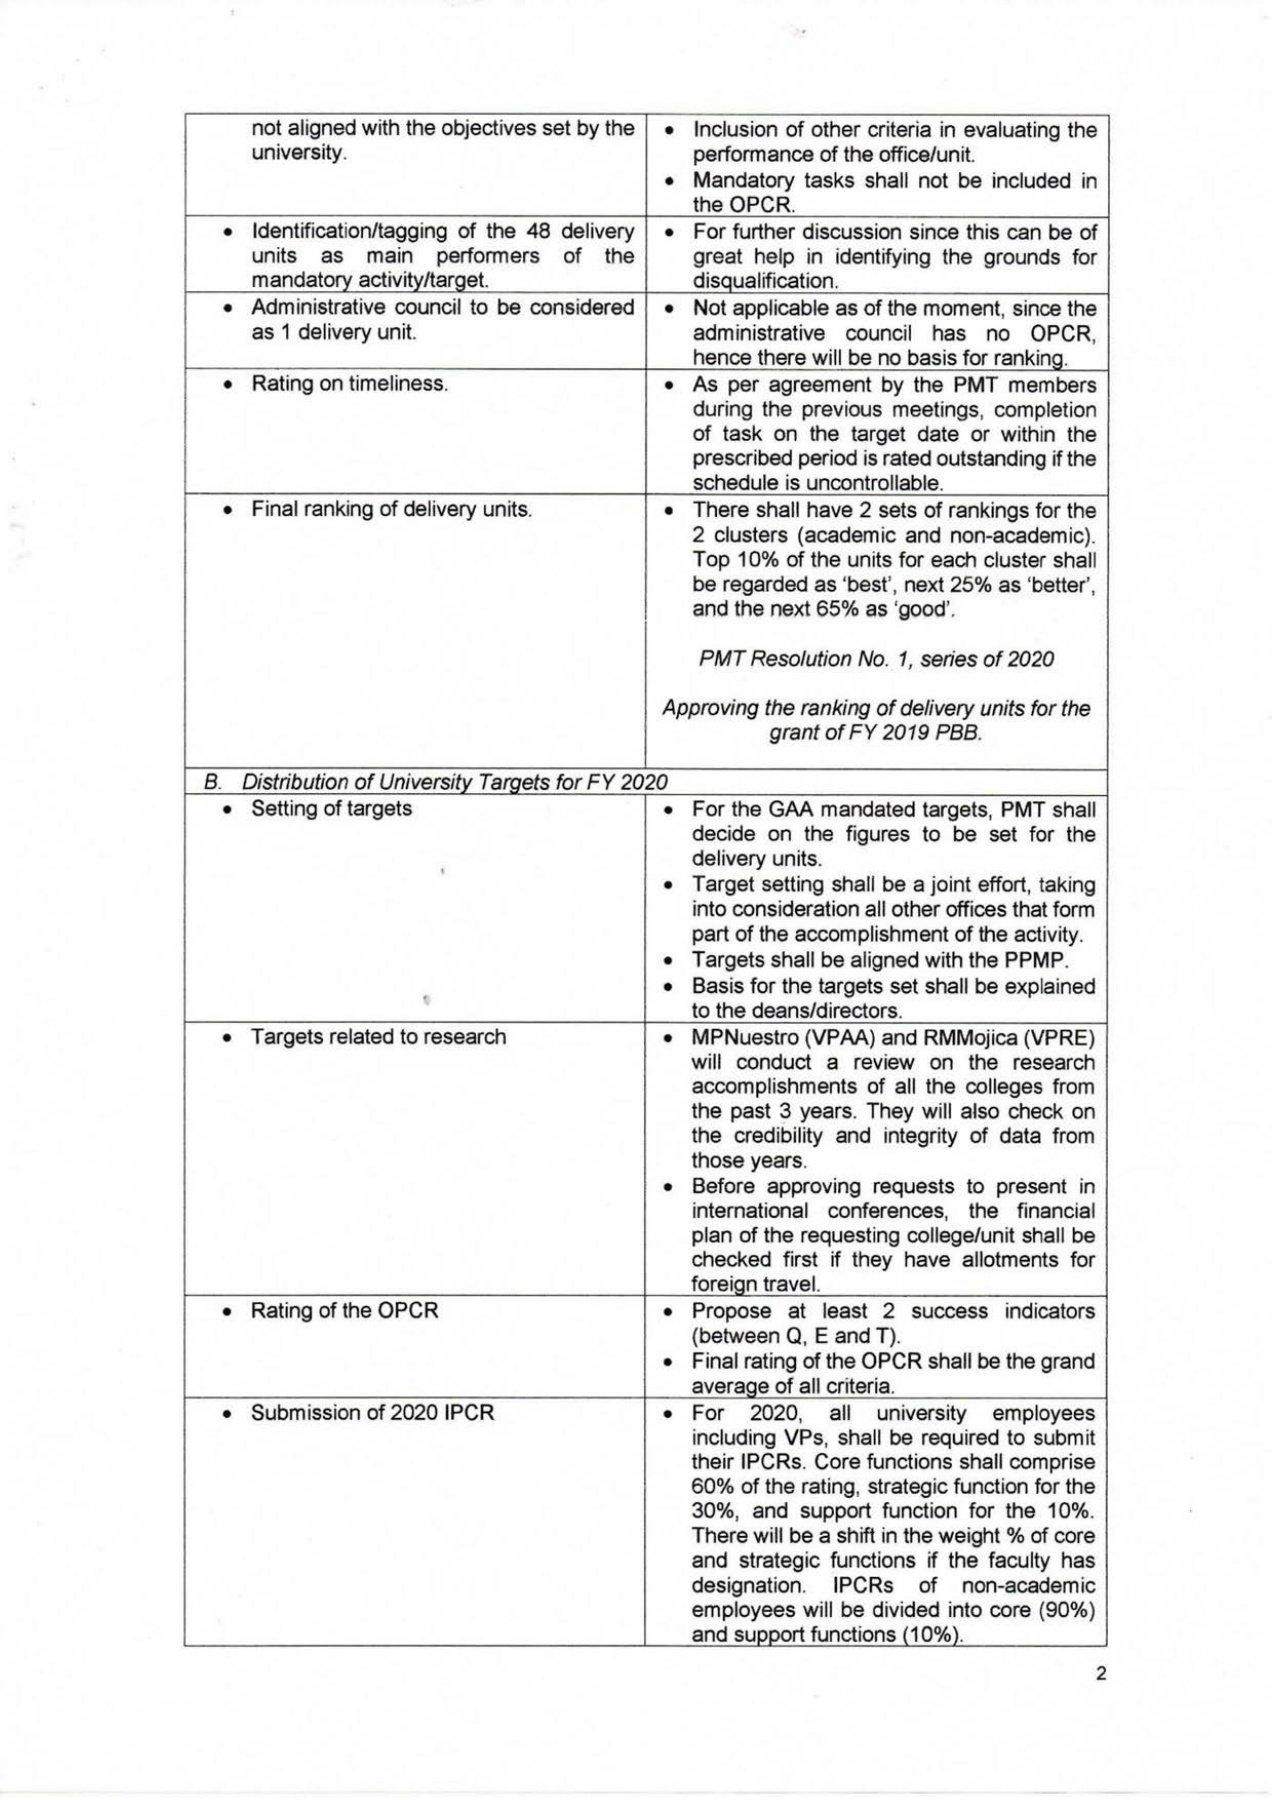 not aligned with the objectives set by the
university.
• Inclusion of other criteria in evaluating the
performance of the office/unit.
• Mandatory tasks shall not be included in
the OPCR.
• Identification/tagging of the 48 delivery
units as main performers of the
mandatory activity/target.
• For further discussion since this can be of
great help in identifying the grounds for
disqualification.
• Administrative council to be considered
as 1 delivery unit.
• Not applicable as of the moment, since the
administrative council has no OPCR,
hence there will be no basis for ranking.
• Rating on timeliness.
• As per agreement by the PMT members
during the previous meetings, completion
of task on the target date or within the
prescribed period is rated outstanding if the
schedule is uncontrollable.
• Final ranking of delivery units.
• There shall have 2 sets of rankings for the
2 clusters (academic and non-academic).
Top 10% of the units for each cluster shall
be regarded as ‘best’, next 25% as ‘better’,
and the next 65% as ‘good’.
PMT Resolution No. 1, series of 2020
Approving the ranking of delivery units for the
grant of FY 2019 PBB.
B. Distribution of University Targets for FY 2020
• Setting of targets
• For the GAA mandated targets, PMT shall
decide on the figures to be set for the
delivery units.
• Target setting shall be a joint effort, taking
into consideration all other offices that form
part of the accomplishment of the activity.
• Targets shall be aligned with the PPMP.
• Basis for the targets set shall be explained
to the deans/directors.
• Targets related to research
• MPNuestro (VPAA) and RMMojica (VPRE)
will conduct a review on the research
accomplishments of all the colleges from
the past 3 years. They will also check on
the credibility and integrity of data from
those years.
• Before approving requests to present in
international conferences, the financial
plan of the requesting college/unit shall be
checked first if they have allotments for
foreign travel.
• Rating of the OPCR
• Propose at least 2 success indicators
(between Q, E and T).
• Final rating of the OPCR shall be the grand
average of all criteria.
• Submission of 2020 IPCR
• For 2020, all university employees
including VPs, shall be required to submit
their IPCRs. Core functions shall comprise
60% of the rating, strategic function for the
30%, and support function for the 10%.
There will be a shift in the weight % of core
and strategic functions if the faculty has
designation. IPCRs of non-academic
employees will be divided into core (90%)
and support functions (10%).
2